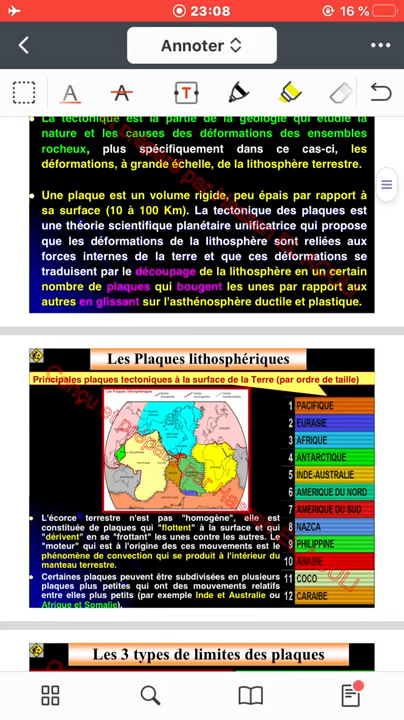 23:08
16 %
Annoter
La tectonique est la partie de la géologie qui étudie la
nature et les causes des déformations des ensembles
rocheux, plus spécifiquement dans ce cas-ci, les
déformations, à grande échelle, de la lithosphère terrestre.
Une plaque est un volume rigide, peu épais par rapport à
sa surface (10 à 100 Km). La tectonique des plaques est
une théorie scientifique planétaire unificatrice qui propose
que les déformations de la lithosphère sont reliées aux
forces internes de la terre et que ces déformations se
traduisent par le découpage de la lithosphère en un certain
nombre de plaques qui bougent les unes par rapport aux
autres en glissant sur l'asthénosphère ductile et plastique.
Les Plaques lithosphériques
Principales plaques tectoniques à la surface de la Terre (par ordre de taille)
1 PACIFIQUE
2 EURASIE
3 AFRIQUE
4 ANTARCTIQUE
5 INDE-AUSTRALIE
6 AMERIQUE DU NORD
7 AMERIQUE DU SUD
8 NAZCA
9 PHILIPPINE
10 ARABIE
11 COCO
12 CARAIBE
L'écorce terrestre n'est pas "homogène", elle est
constituée de plaques qui "flottent" à la surface et qui
"dérivent" en se "frottant" les unes contre les autres. Le
"moteur" qui est à l'origine des ces mouvements est le
phénomène de convection qui se produit à l'intérieur du
manteau terrestre.
Certaines plaques peuvent être subdivisées en plusieurs
plaques plus petites qui ont des mouvements relatifs
entre elles plus petits (par exemple Inde et Australie ou
Afrique et Somalie).
Les 3 types de limites des plaques